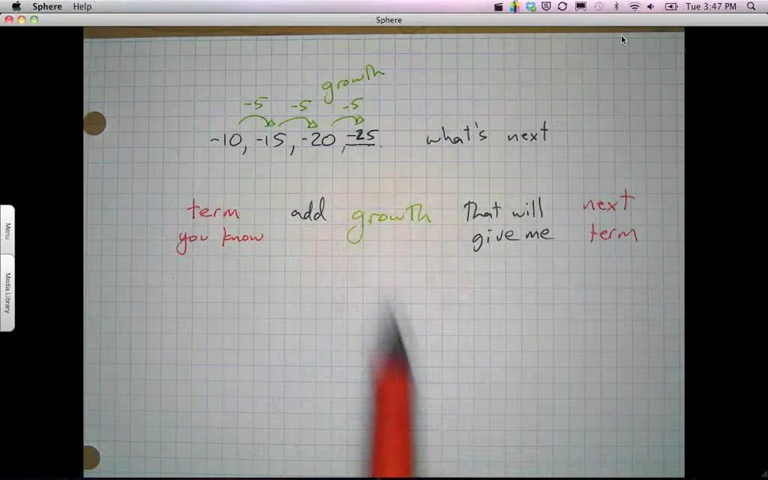 Sphere Help Tue 3:47 PM
Sphere
growth
-5 -5 -5
-10, -15, -20, -25. what's next
term add growth that will next
you know give me term
Menu
Media Library